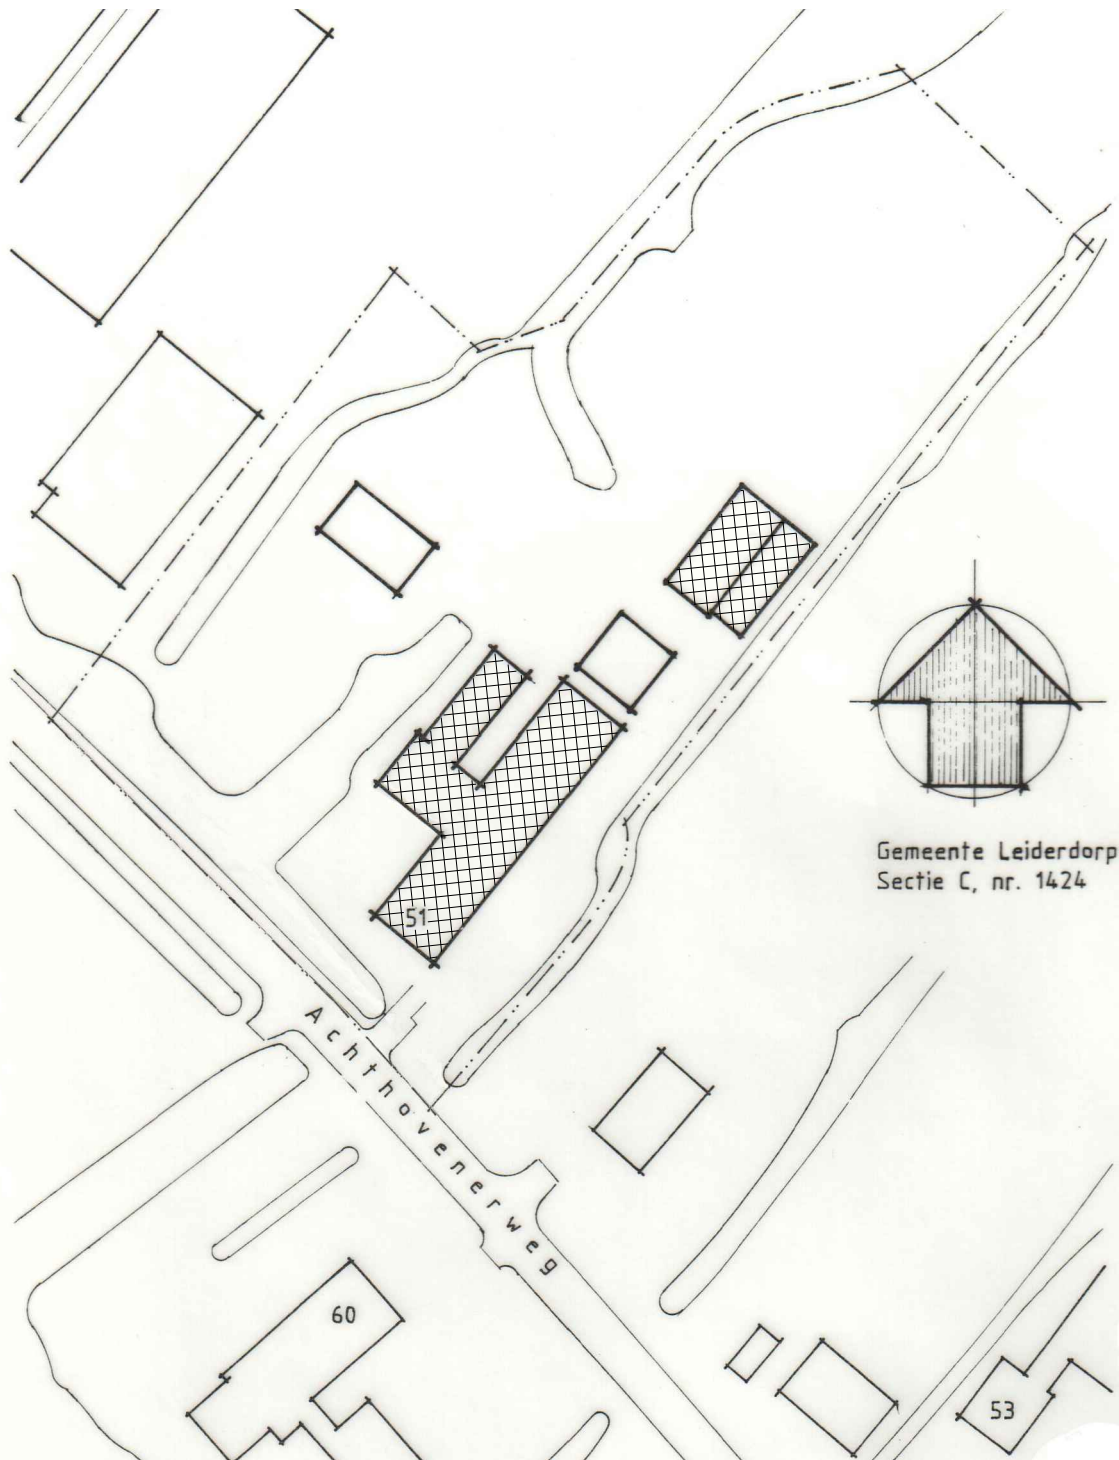 Gemeente Leiderdorp
Sectie C, nr. 1424
51
Achthovenerweg
60
53